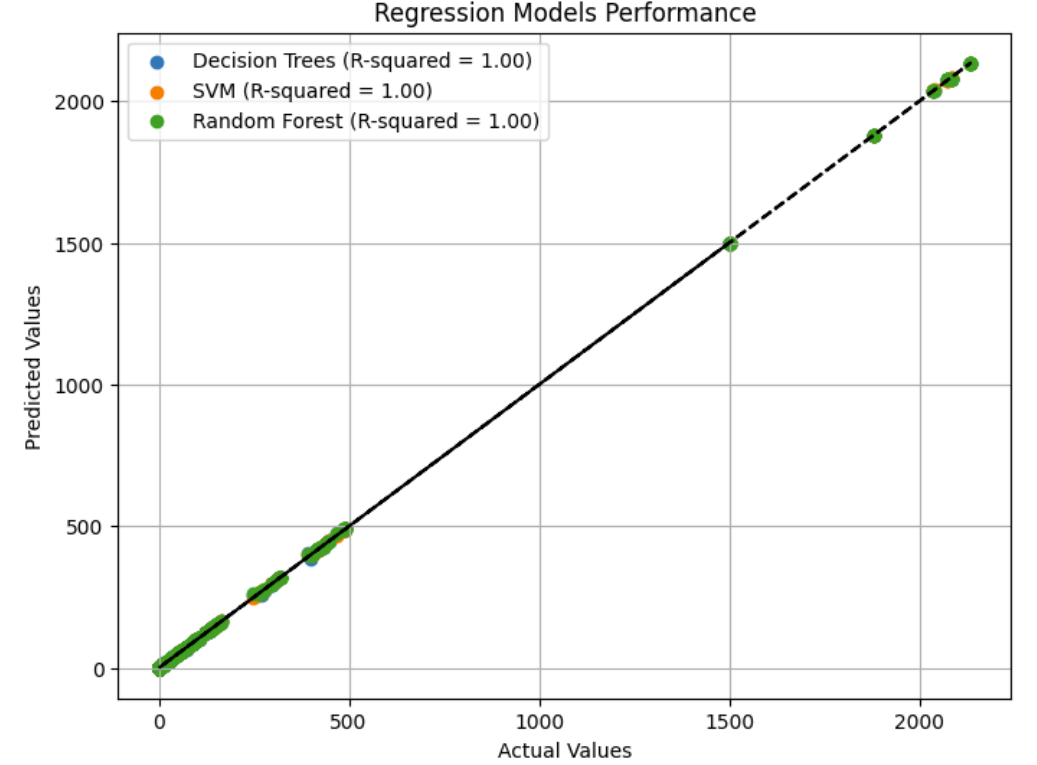 Regression Models Performance
Decision Trees (R-squared = 1.00)
SVM (R-squared = 1.00)
Random Forest (R-squared = 1.00)
2000
1500
1000
500
0
Predicted Values
0 500 1000 1500 2000
Actual Values